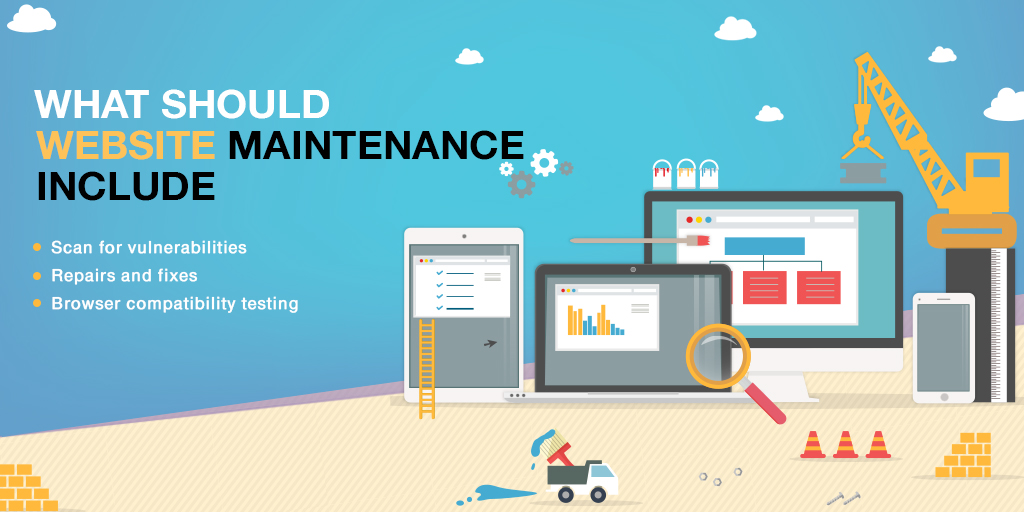 WHAT SHOULD
WEBSITE MAINTENANCE
INCLUDE
Scan for vulnerabilities
Repairs and fixes
Browser compatibility testing